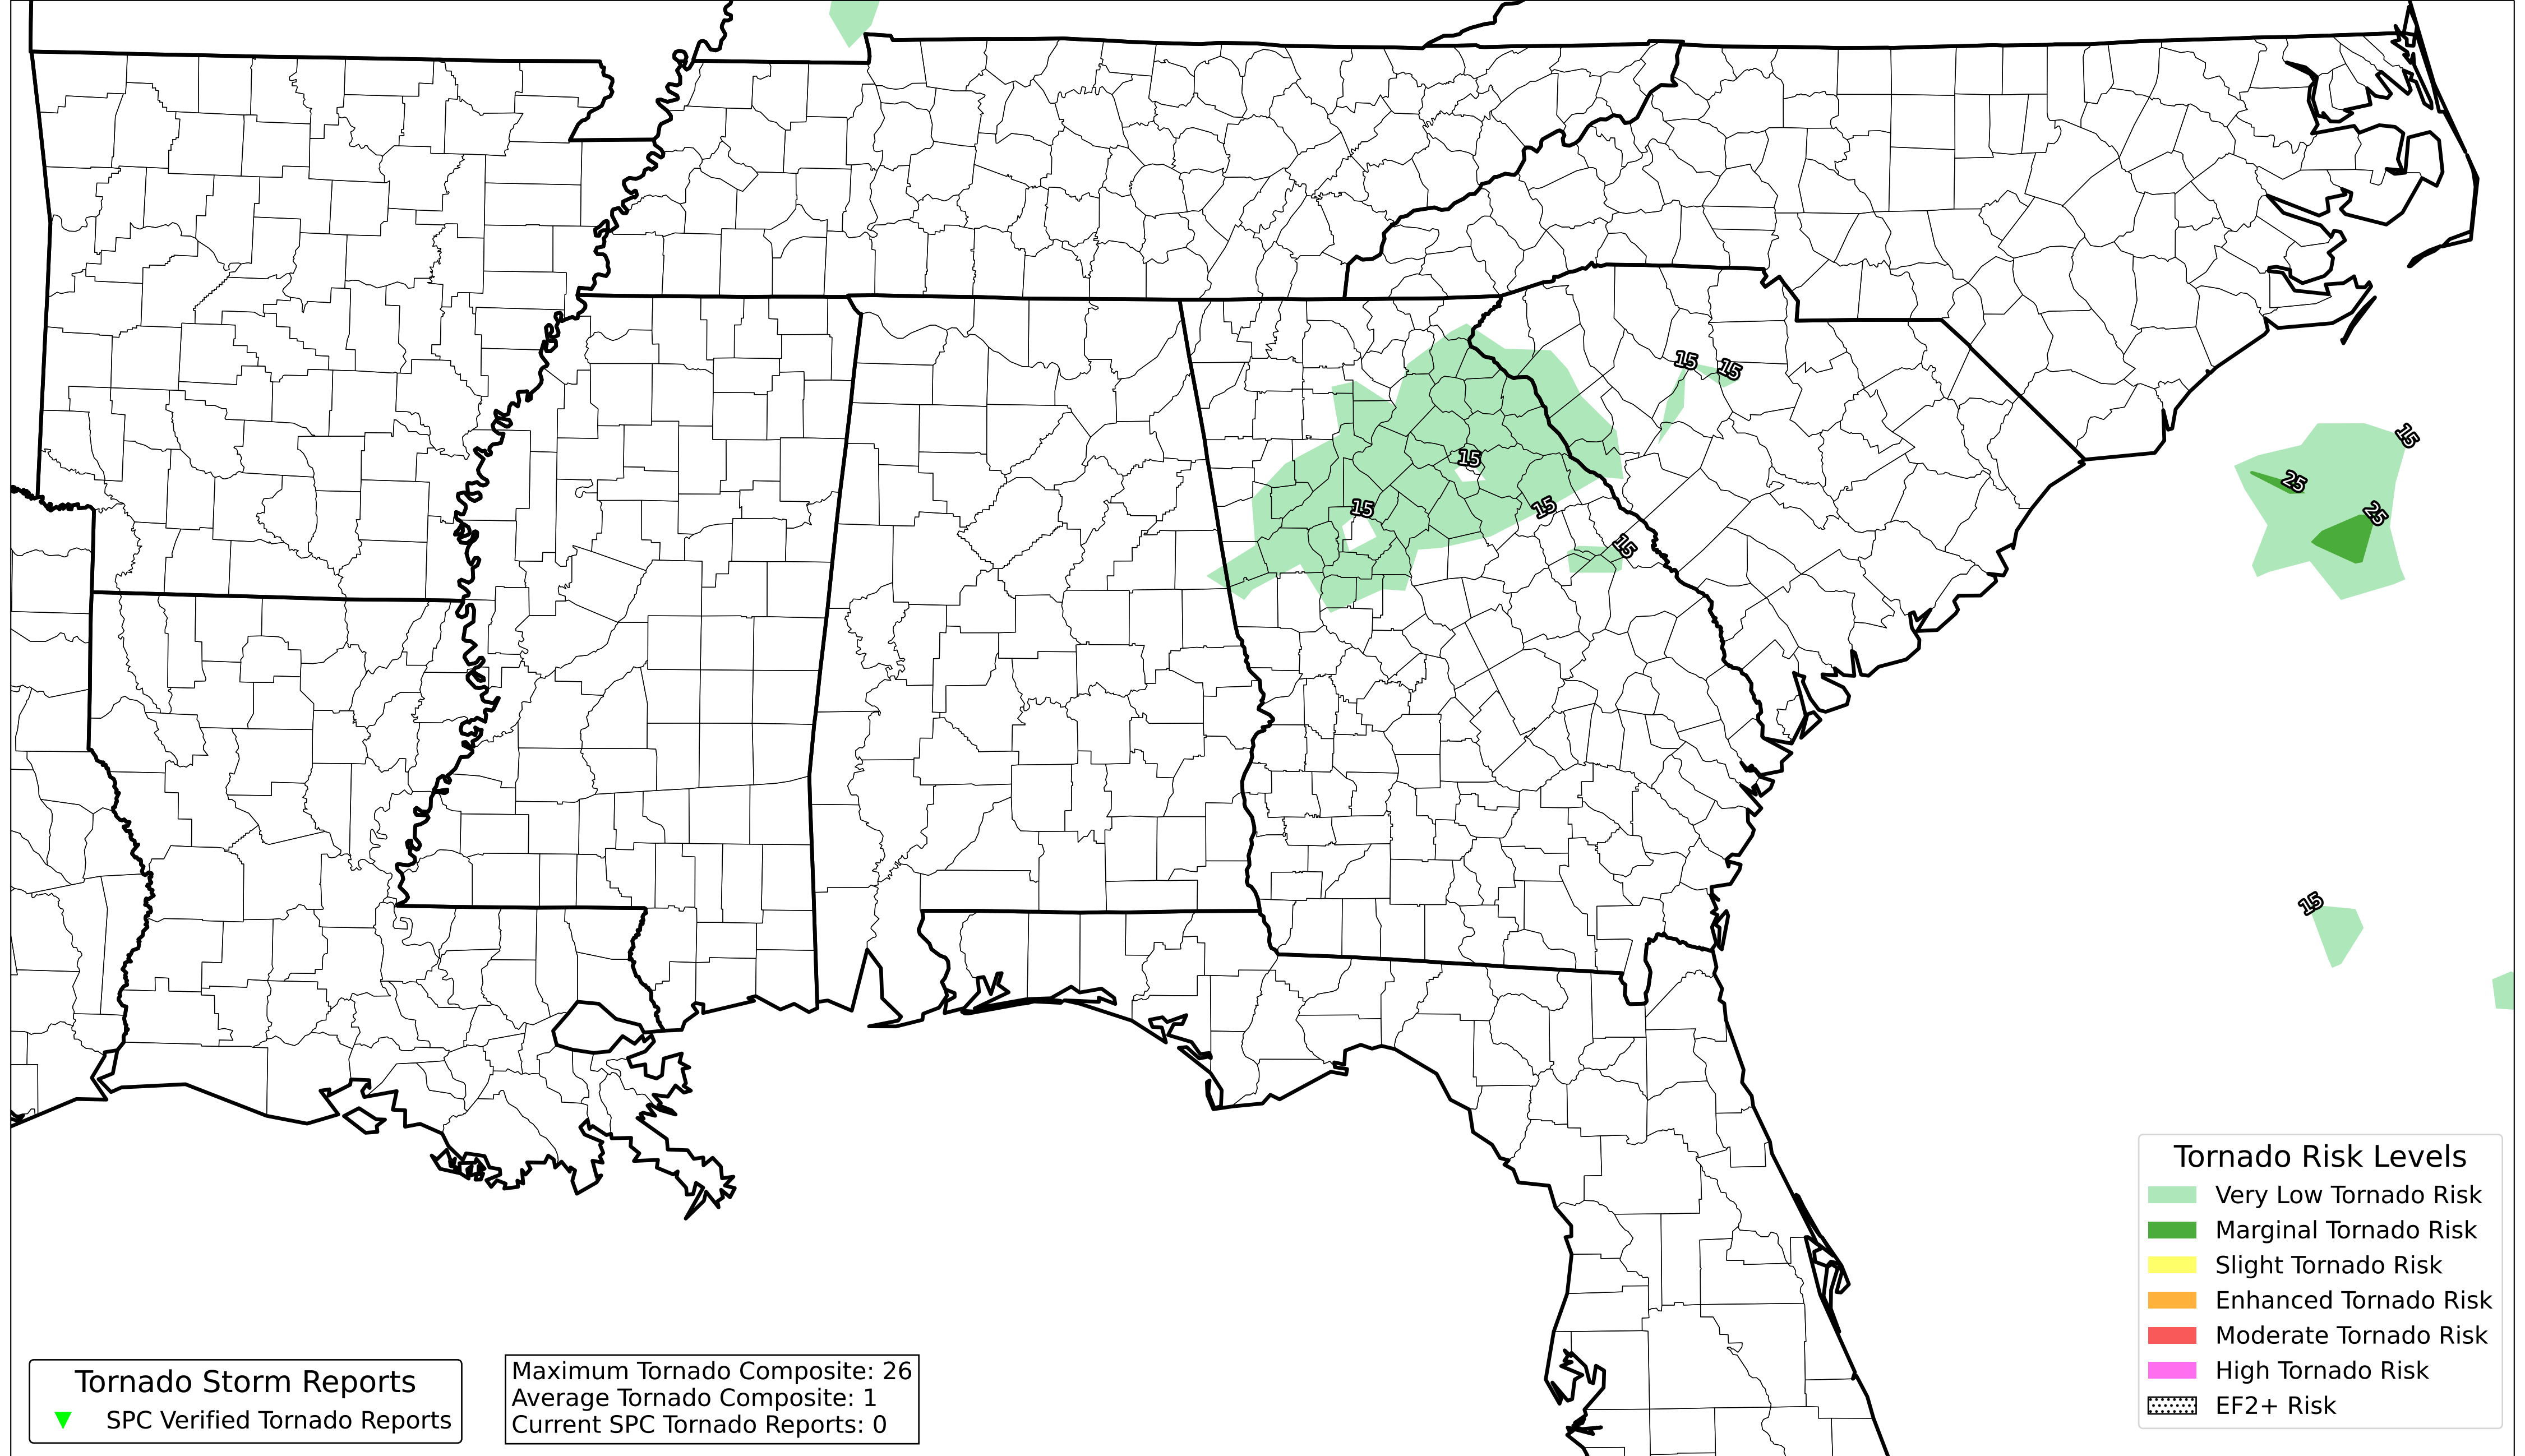 15
15
15
25
15
15
25
15
15
15
Tornado Risk Levels
Very Low Tornado Risk
Marginal Tornado Risk
Slight Tornado Risk
Enhanced Tornado Risk
Moderate Tornado Risk
High Tornado Risk
EF2+ Risk
Tornado Storm Reports
SPC Verified Tornado Reports
Maximum Tornado Composite: 26
Average Tornado Composite: 1
Current SPC Tornado Reports: 0